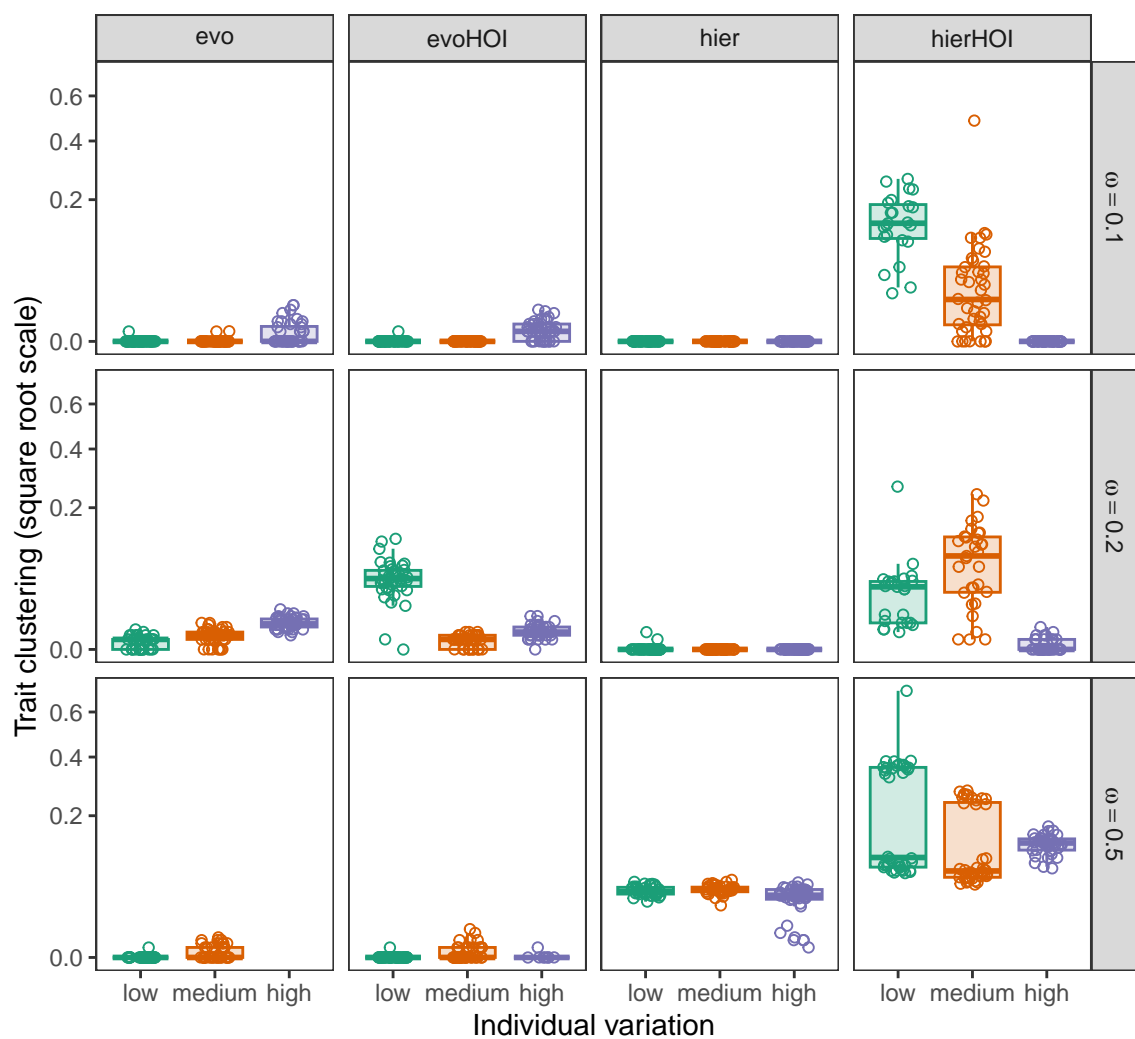 evo evoHOI hier hierHOI
0.6
0.4
0.2
0.0
ω = 0.1
0.6
0.4
0.2
0.0
ω = 0.2
0.6
0.4
0.2
0.0
ω = 0.5
Trait clustering (square root scale)
low medium high low medium high low medium high low medium high
Individual variation